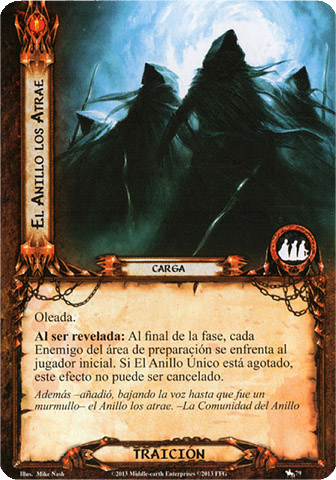 EL ANILLO LOS ATRAE
CARGA
Oleada.
Al ser revelada: Al final de la fase, cada
Enemigo del área de preparación se enfrenta al
jugador inicial. Si El Anillo Único está agotado,
este efecto no puede ser cancelado.
Además –añadió, bajando la voz hasta que fue un
murmullo– el Anillo los atrae. –La Comunidad del Anillo
TRAICIÓN
Illus. Mike Nash
©2013 Middle-earth Enterprises ©2013 FFG
79